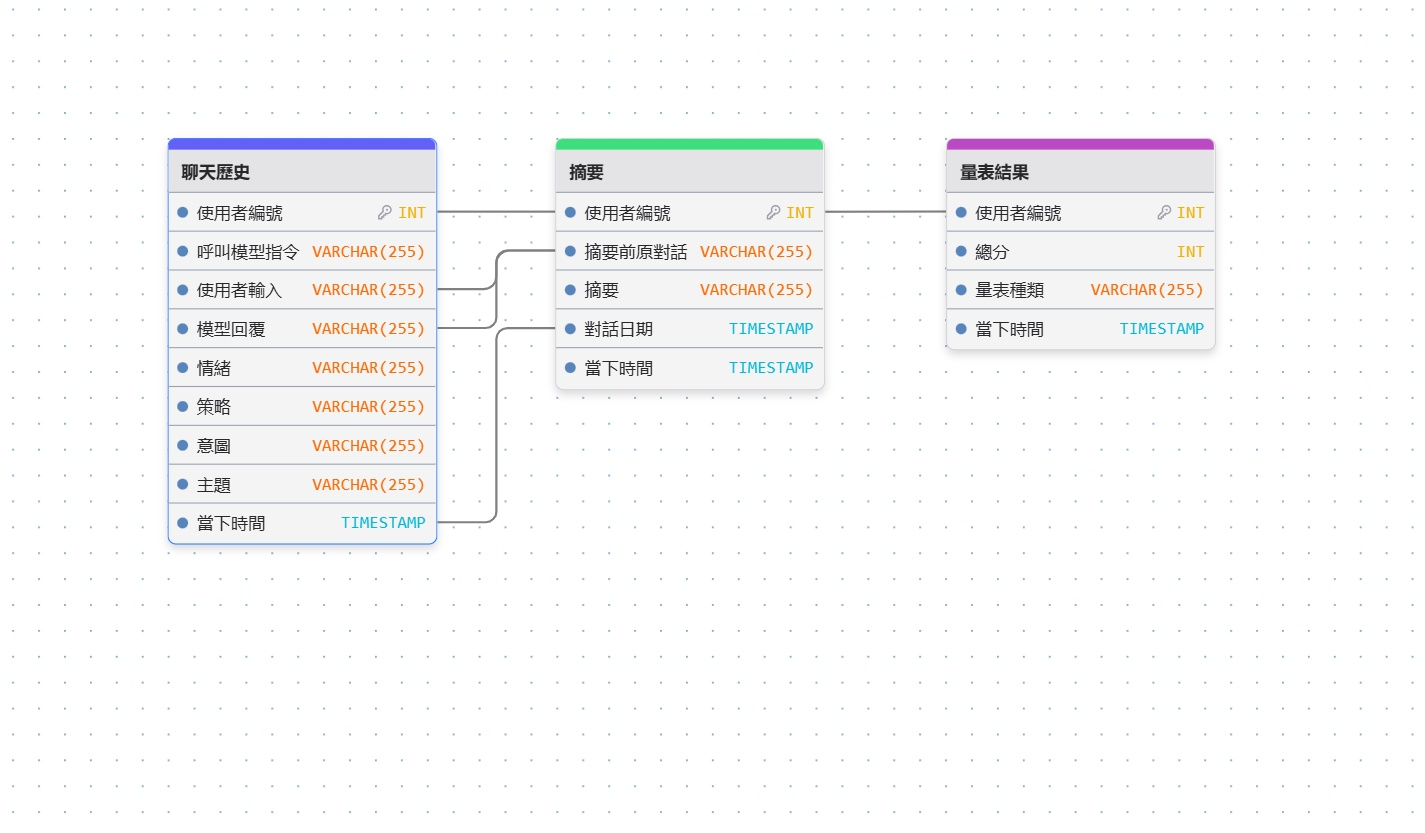 聊天歷史
使用者編號 INT
呼叫模型指令 VARCHAR(255)
使用者輸入 VARCHAR(255)
模型回覆 VARCHAR(255)
情緒 VARCHAR(255)
策略 VARCHAR(255)
意圖 VARCHAR(255)
主題 VARCHAR(255)
當下時間 TIMESTAMP
摘要
使用者編號 INT
摘要前原對話 VARCHAR(255)
摘要 VARCHAR(255)
對話日期 TIMESTAMP
當下時間 TIMESTAMP
量表結果
使用者編號 INT
總分 INT
量表種類 VARCHAR(255)
當下時間 TIMESTAMP